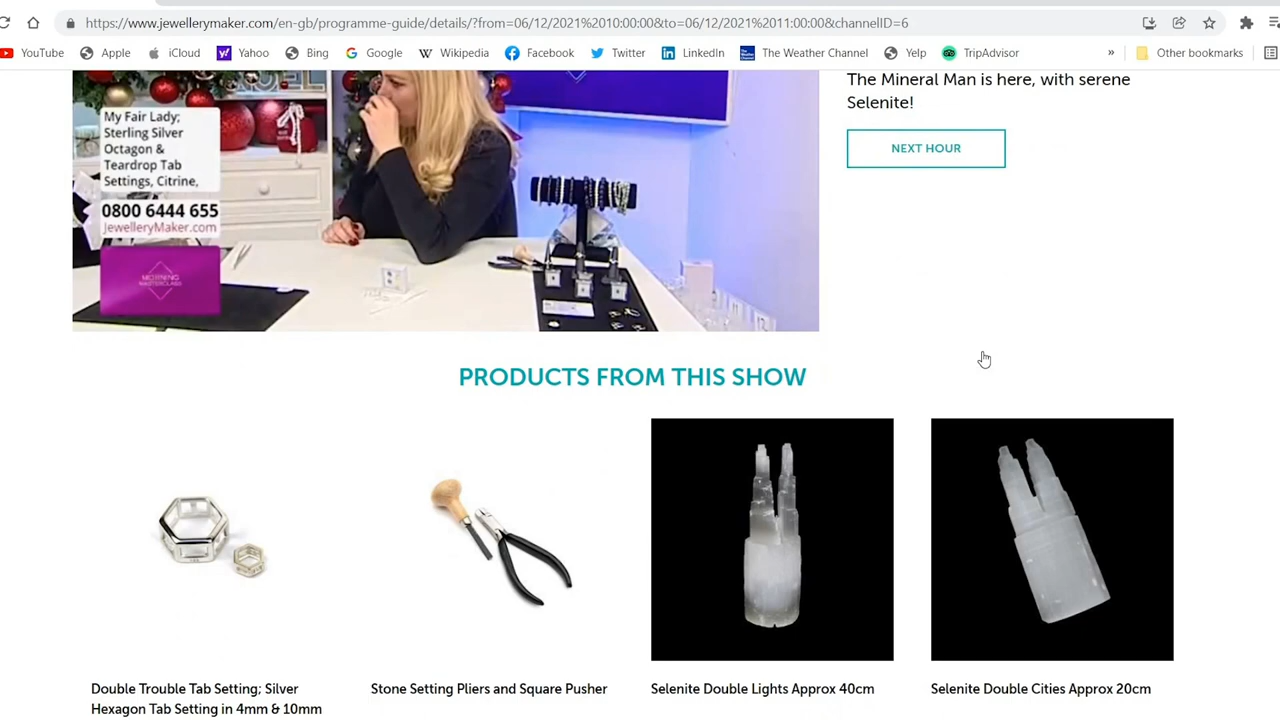 https://www.jewellerymaker.com/en-gb/programme-guide/details/?from=06/12/2021%2010:00:00&to=06/12/2021%2011:00:00&channelID=6
YouTube Apple iCloud Yahoo Bing Google Wikipedia Facebook Twitter LinkedIn The Weather Channel Yelp TripAdvisor » Other bookmarks
The Mineral Man is here, with serene
Selenite!
NEXT HOUR
My Fair Lady;
Sterling Silver
Octagon &
Teardrop Tab
Settings, Citrine,
0800 6444 655
JewelleryMaker.com
MORNING
MASTERCLASS
PRODUCTS FROM THIS SHOW
Double Trouble Tab Setting; Silver
Hexagon Tab Setting in 4mm & 10mm
Stone Setting Pliers and Square Pusher
Selenite Double Lights Approx 40cm
Selenite Double Cities Approx 20cm